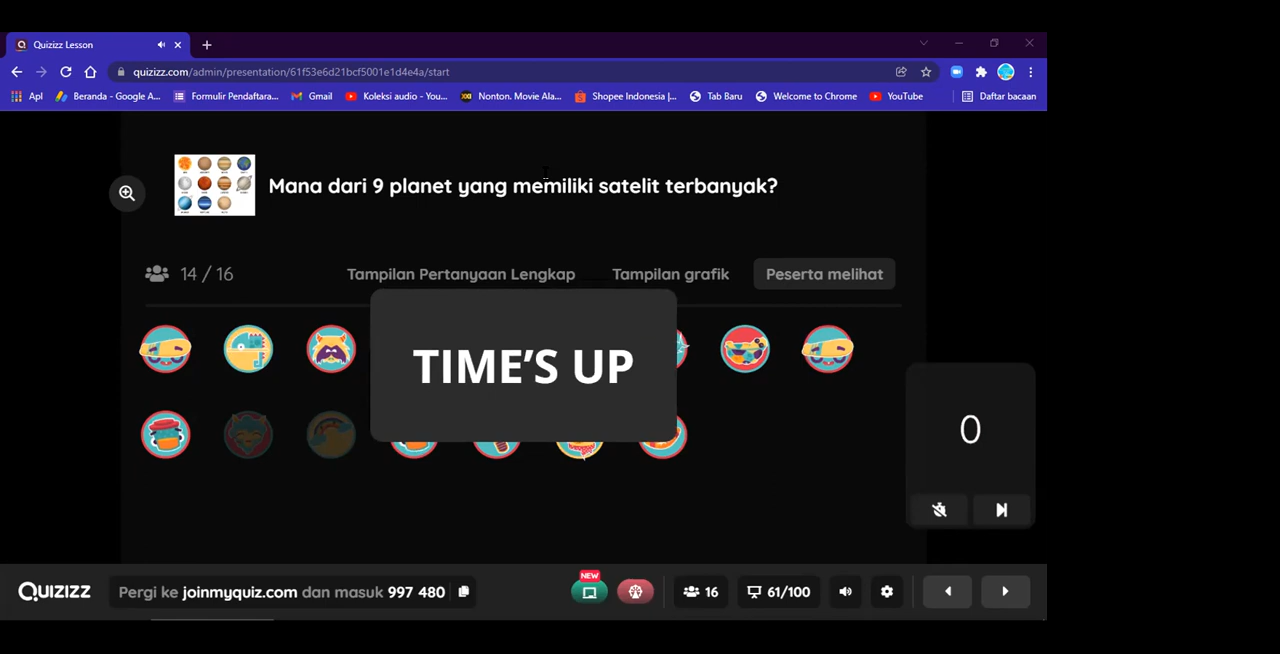 Quizizz Lesson
quizizz.com/admin/presentation/61f53e6d21bcf5001e1d4e4a/start
Apl Beranda - Google A... Formulir Pendaftara... Gmail Koleksi audio - You... Nonton. Movie Ala... Shopee Indonesia |... Tab Baru Welcome to Chrome YouTube Daftar bacaan
Mana dari 9 planet yang memiliki satelit terbanyak?
14 / 16 Tampilan Pertanyaan Lengkap Tampilan grafik Peserta melihat
TIME'S UP
0
NEW
QUIZIZZ Pergi ke joinmyquiz.com dan masuk 997 480 16 61/100